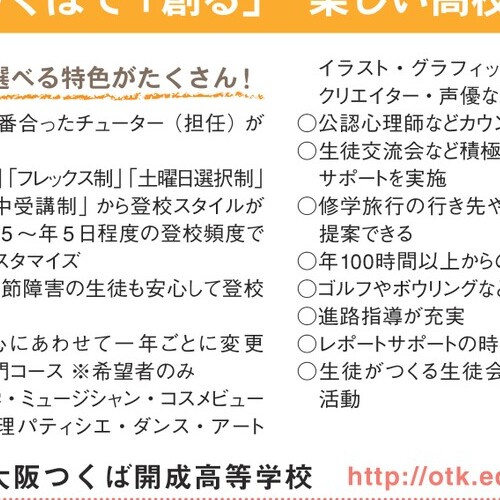 くばで「創る」 楽しい高校
選べる特色がたくさん！
番合ったチューター（担任）が
」「フレックス制」「土曜日選択制」
中受講制」から登校スタイルが
5～年5日程度の登校頻度で
スタマイズ
節障害の生徒も安心して登校
心にあわせて一年ごとに変更
門コース ※希望者のみ
・ミュージシャン・コスメビュー
理パティシエ・ダンス・アート
イラスト・グラフィッ
クリエイター・声優な
○公認心理師などカウン
○生徒交流会など積極
サポートを実施
○修学旅行の行き先や
提案できる
○年100時間以上からの
○ゴルフやボウリングなど
○進路指導が充実
○レポートサポートの時
○生徒がつくる生徒会
活動
大阪つくば開成高等学校 http://otk.ed